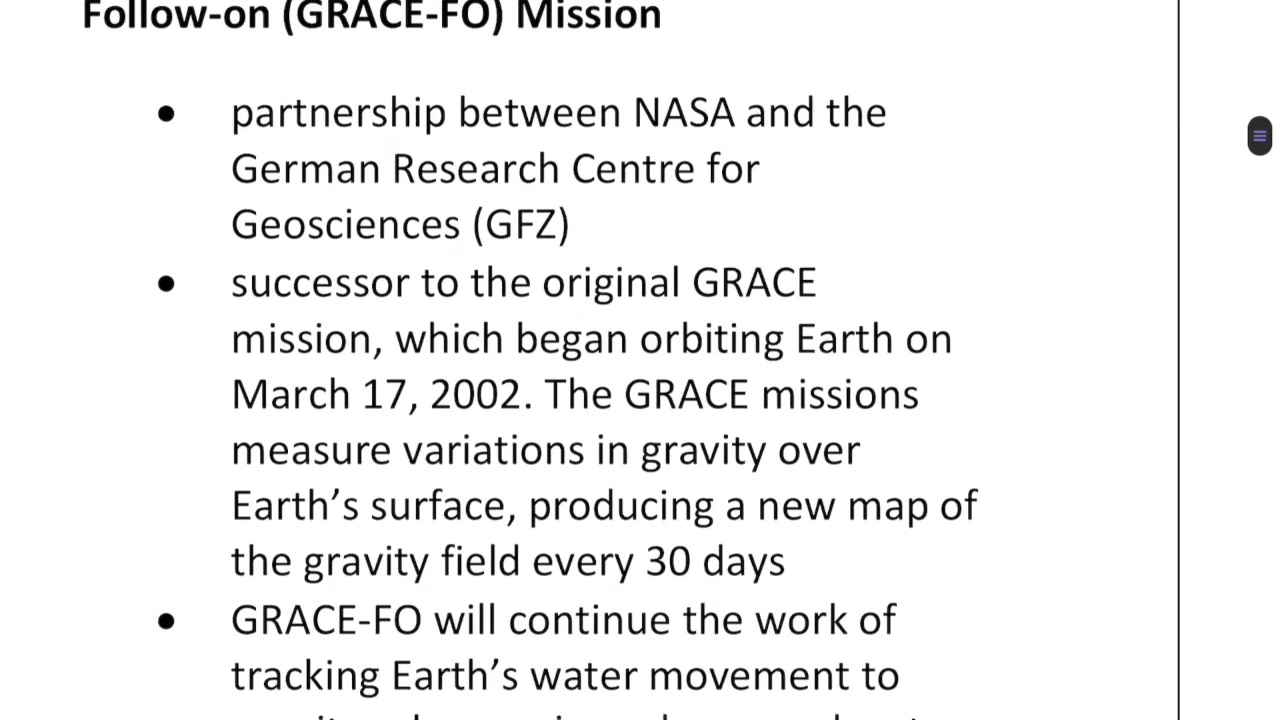 Follow-on (GRACE-FO) Mission
• partnership between NASA and the
German Research Centre for
Geosciences (GFZ)
• successor to the original GRACE
mission, which began orbiting Earth on
March 17, 2002. The GRACE missions
measure variations in gravity over
Earth’s surface, producing a new map of
the gravity field every 30 days
• GRACE-FO will continue the work of
tracking Earth’s water movement to